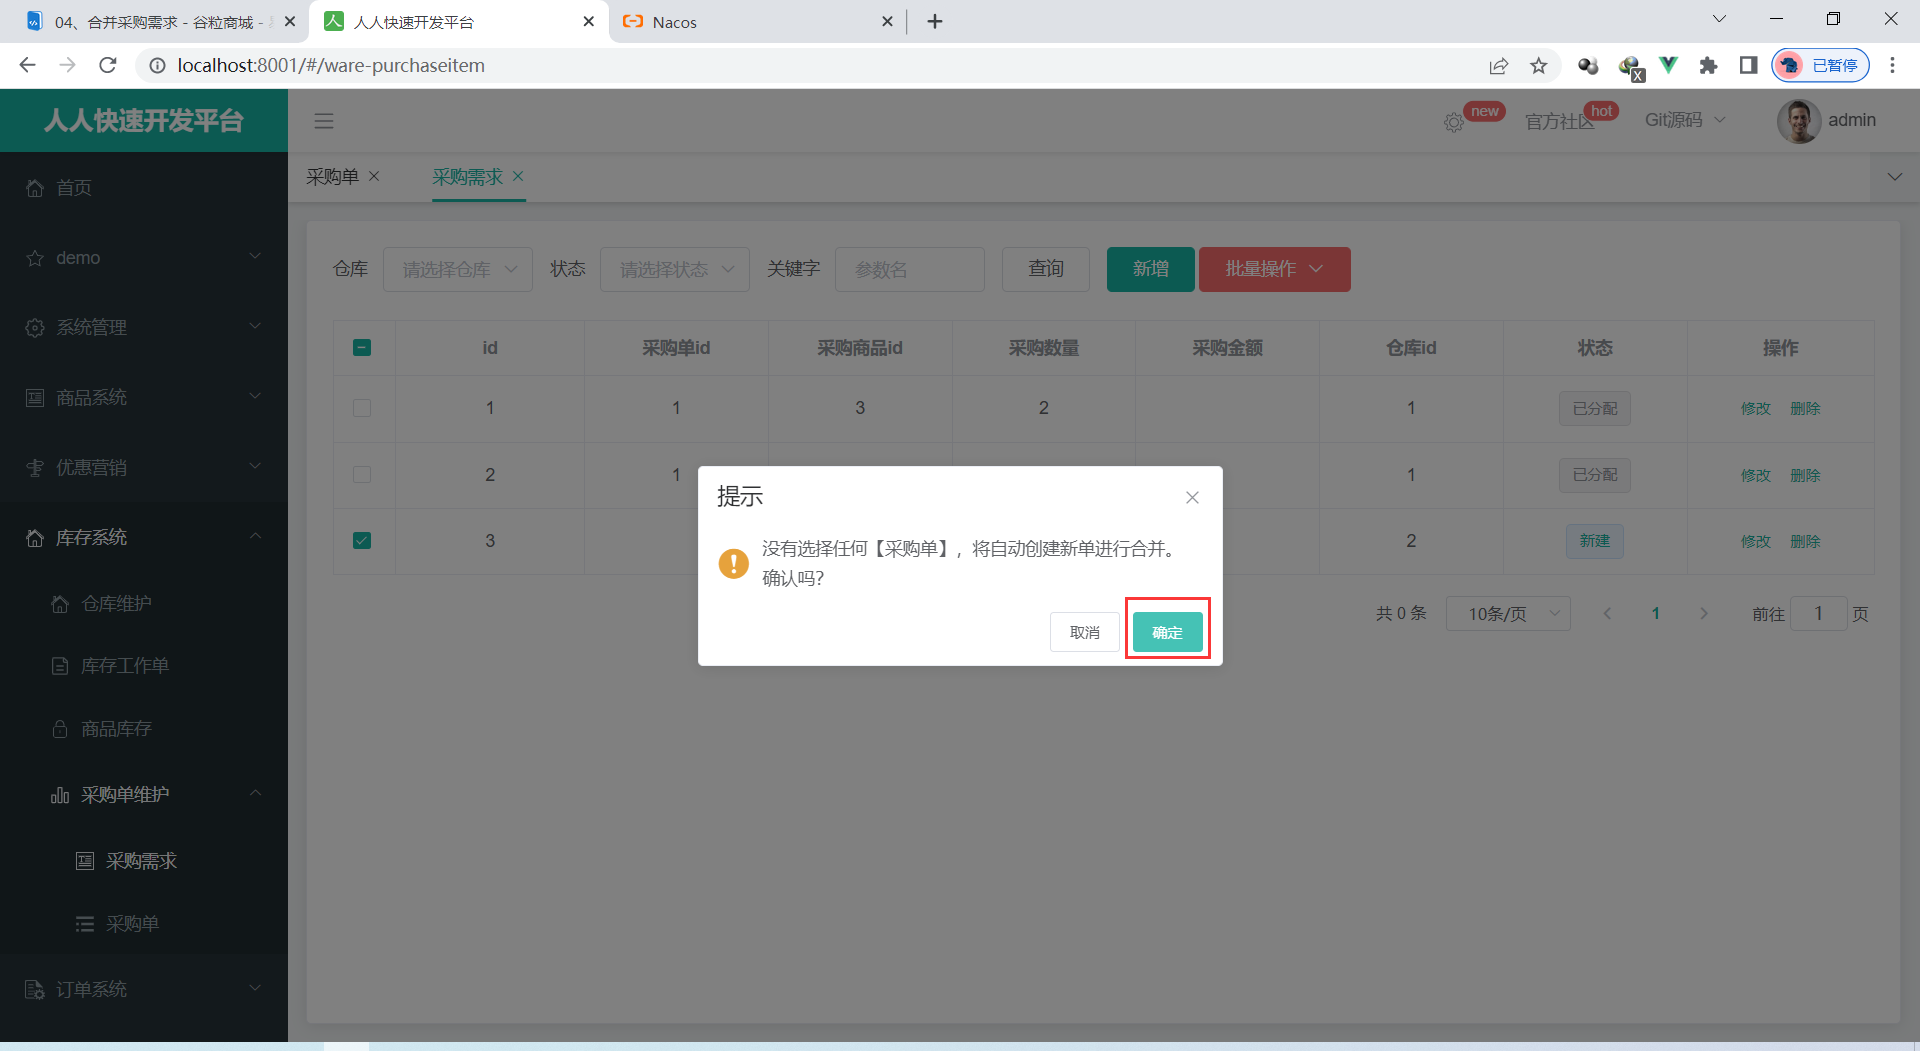 04、合并采购需求 - 谷粒商城 -
人人快速开发平台
Nacos
localhost:8001/#/ware-purchaseitem
X
已暂停
人人快速开发平台
new
官方社区
hot
Git源码
admin
首页
demo
系统管理
商品系统
优惠营销
库存系统
仓库维护
库存工作单
商品库存
采购单维护
采购需求
采购单
订单系统
采购单
采购需求
仓库 请选择仓库 状态 请选择状态 关键字 参数名 查询 新增 批量操作
id 采购单id 采购商品id 采购数量 采购金额 仓库id 状态 操作
1 1 3 2 1 已分配 修改 删除
2 1 1 已分配 修改 删除
3 2 新建 修改 删除
提示
没有选择任何【采购单】，将自动创建新单进行合并。
确认吗?
取消 确定
共 0 条 10条/页 1 前往 1 页